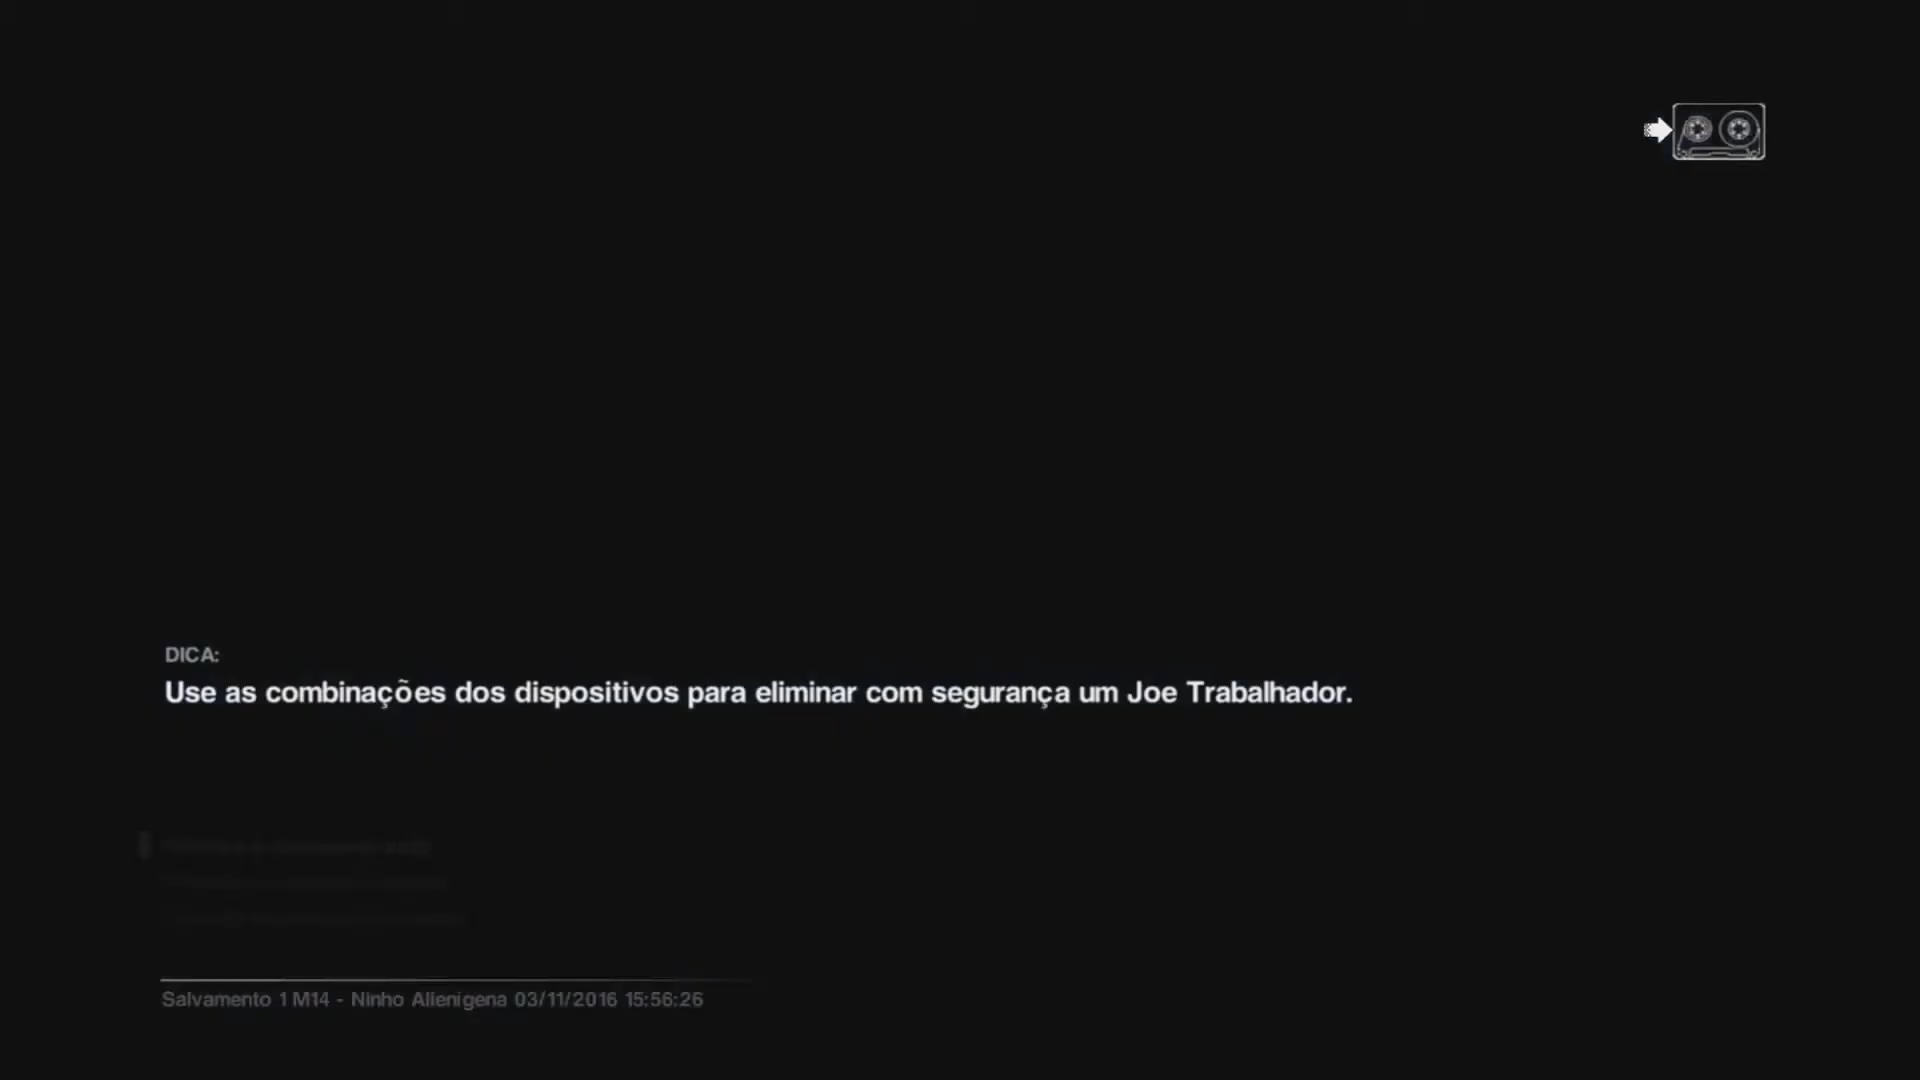 DICA:
Use as combinações dos dispositivos para eliminar com segurança um Joe Trabalhador.
Salvamento 1 M14 - Ninho Alienígena 03/11/2016 15:56:26